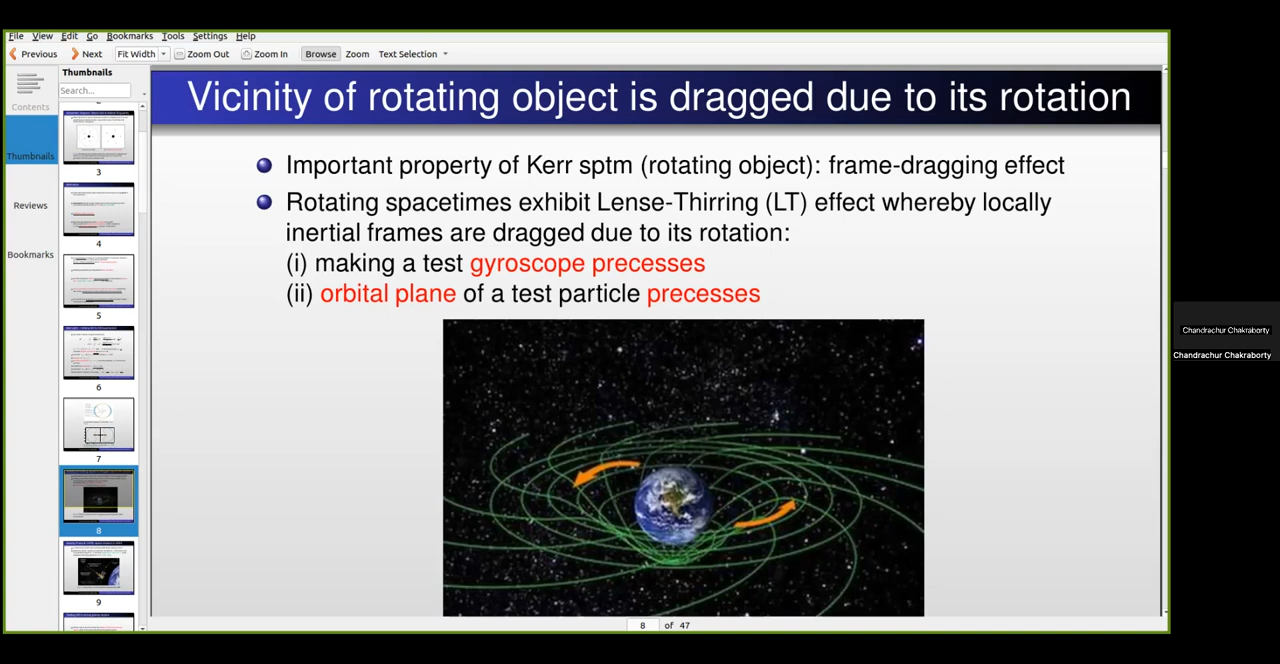 File View Edit Go Bookmarks Tools Settings Help
Previous Next Fit Width Zoom Out Zoom In Browse Zoom Text Selection
Contents
Thumbnails
Reviews
Bookmarks
Thumbnails
Search...
3
4
5
6
7
8
9
Vicinity of rotating object is dragged due to its rotation
Important property of Kerr sptm (rotating object): frame-dragging effect
Rotating spacetimes exhibit Lense-Thirring (LT) effect whereby locally
inertial frames are dragged due to its rotation:
(i) making a test gyroscope precesses
(ii) orbital plane of a test particle precesses
8 of 47
Chandrachur Chakraborty
Chandrachur Chakraborty